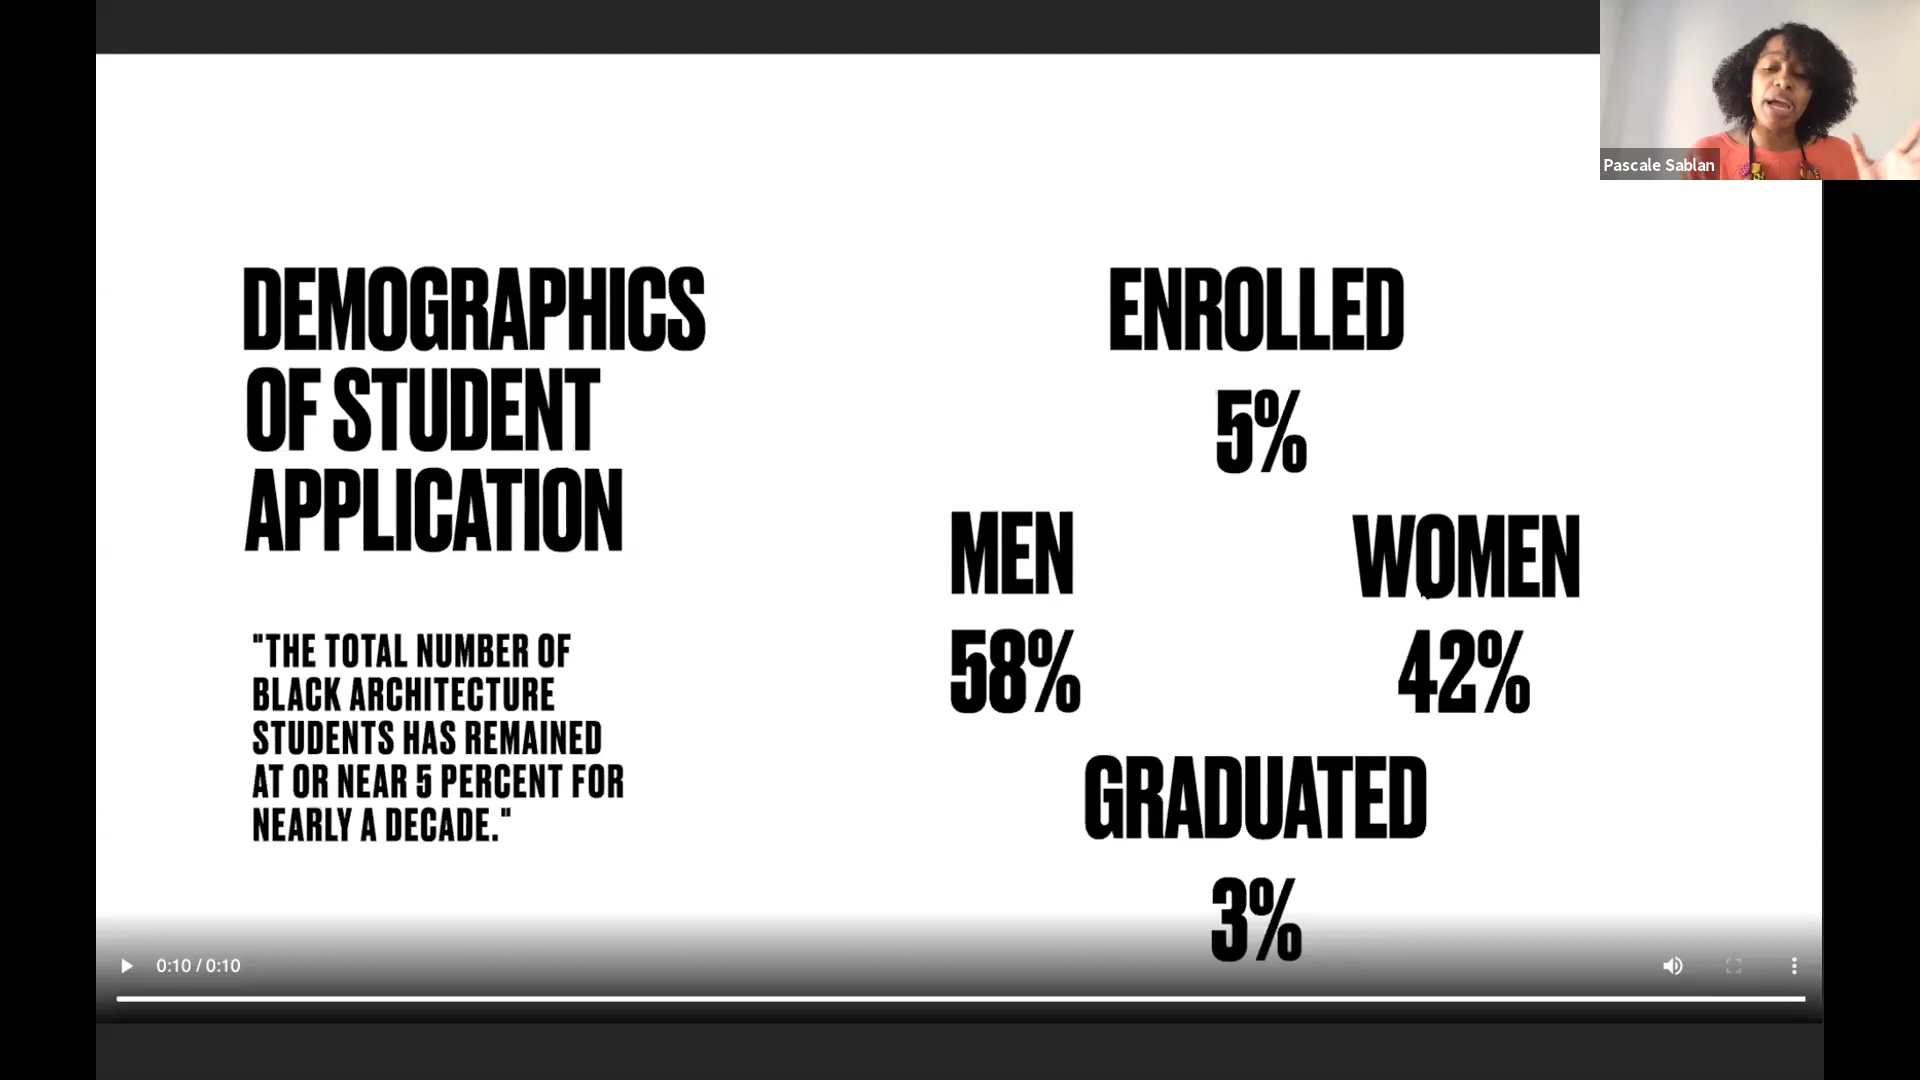 Pascale Sablan
DEMOGRAPHICS
OF STUDENT
APPLICATION
"THE TOTAL NUMBER OF
BLACK ARCHITECTURE
STUDENTS HAS REMAINED
AT OR NEAR 5 PERCENT FOR
NEARLY A DECADE."
ENROLLED
5%
MEN
58%
WOMEN
42%
GRADUATED
3%
0:10 / 0:10